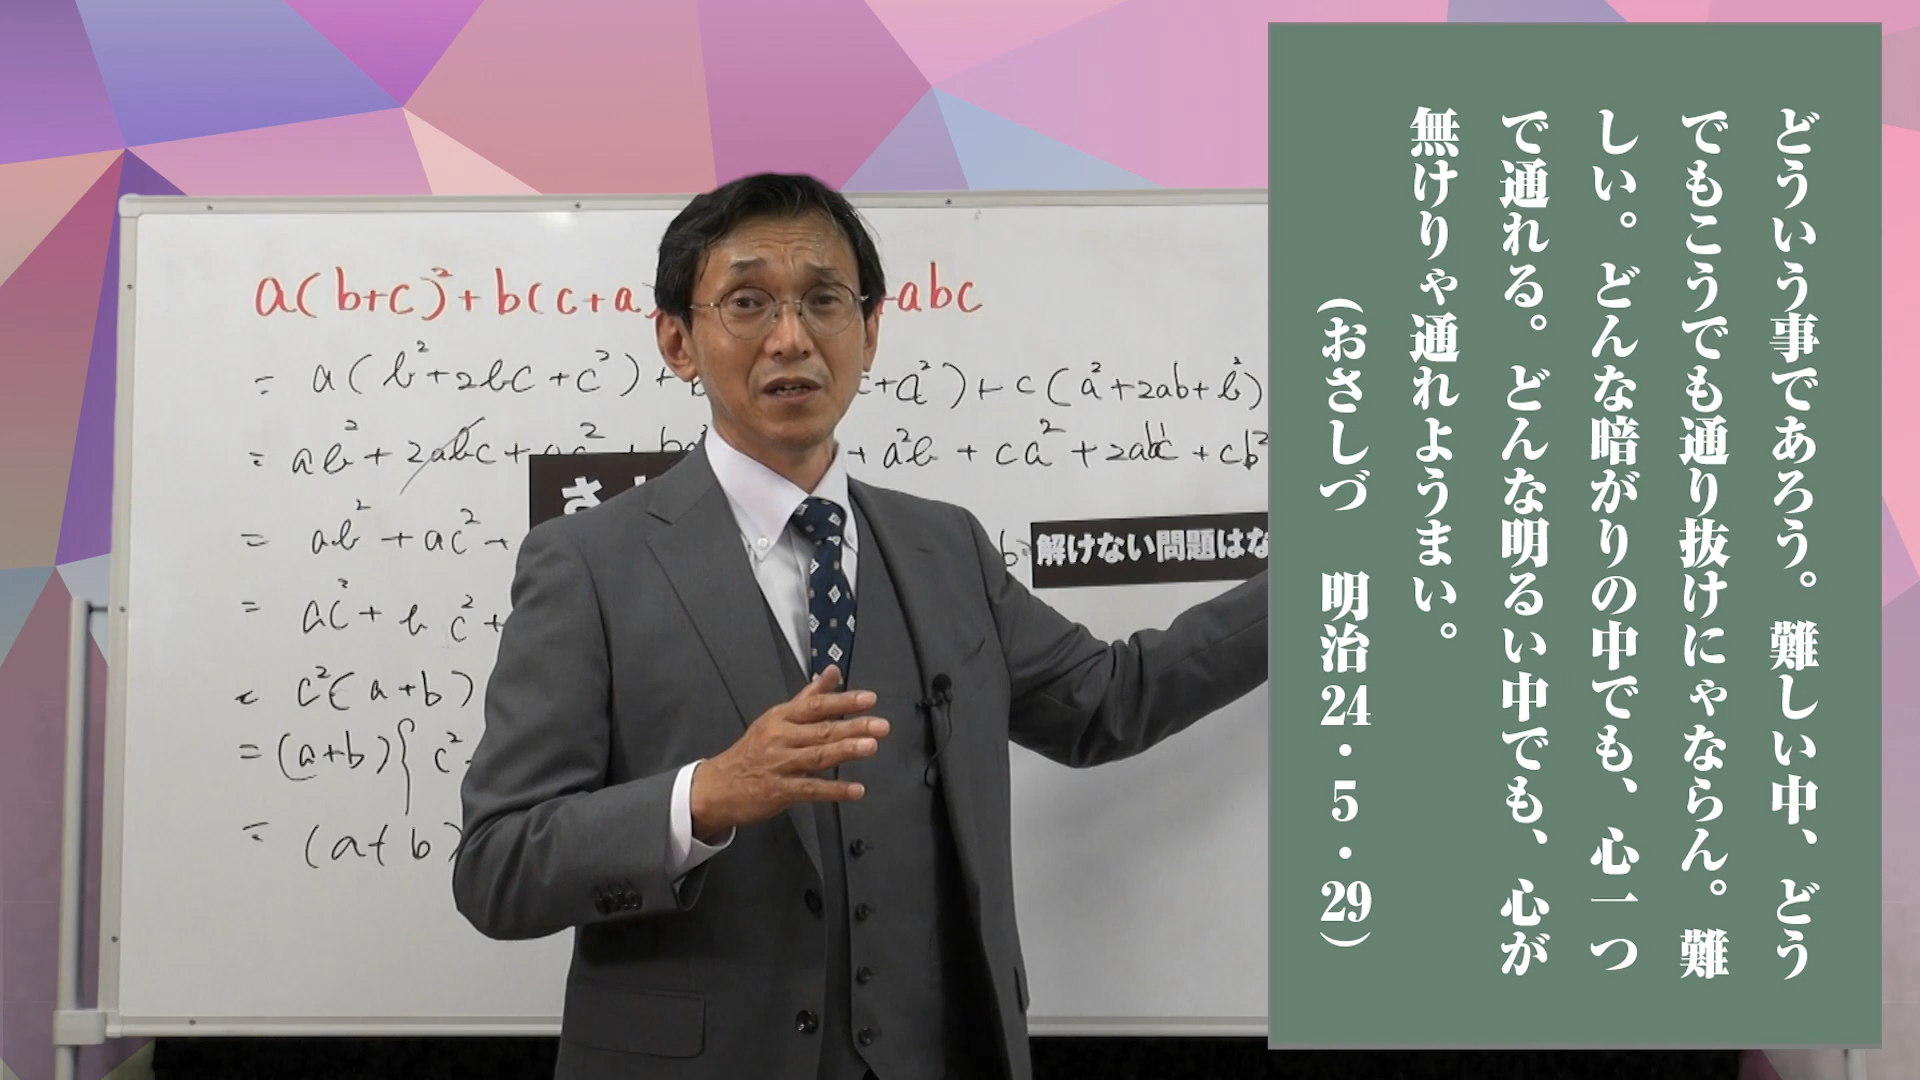 どういう事であろう。難しい中、どう
でもこうでも通り抜けにゃならん。難
しい。どんな暗がりの中でも、心一つ
で通れる。どんな明るい中でも、心が
無けりゃ通れようまい。
（おさしづ　明治24・5・29）
a(b+c)²+b(c+a)
abc
= a(b²+2bc+c²)+
+a²)+c(a²+2ab+b²)
= ab²+2abc+ac²+
+a²b+ca²+2abc+cb²
さ
= ab²+ac²+
解けない問題はな
= ac²+bc²+
c²(a+b)
=(a+b){c²
= (a+b)